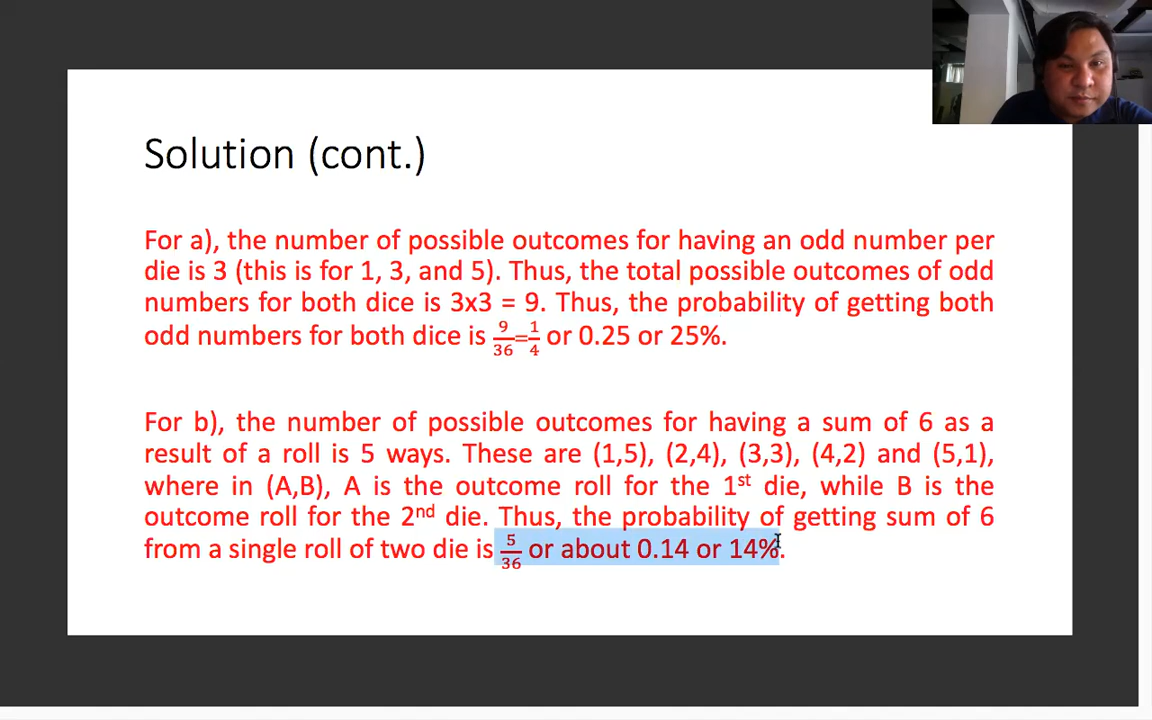 Solution (cont.)
For a), the number of possible outcomes for having an odd number per
die is 3 (this is for 1, 3, and 5). Thus, the total possible outcomes of odd
numbers for both dice is 3x3 = 9. Thus, the probability of getting both
odd numbers for both dice is 9/36=1/4 or 0.25 or 25%.
For b), the number of possible outcomes for having a sum of 6 as a
result of a roll is 5 ways. These are (1,5), (2,4), (3,3), (4,2) and (5,1),
where in (A,B), A is the outcome roll for the 1st die, while B is the
outcome roll for the 2nd die. Thus, the probability of getting sum of 6
from a single roll of two die is 5/36 or about 0.14 or 14%.